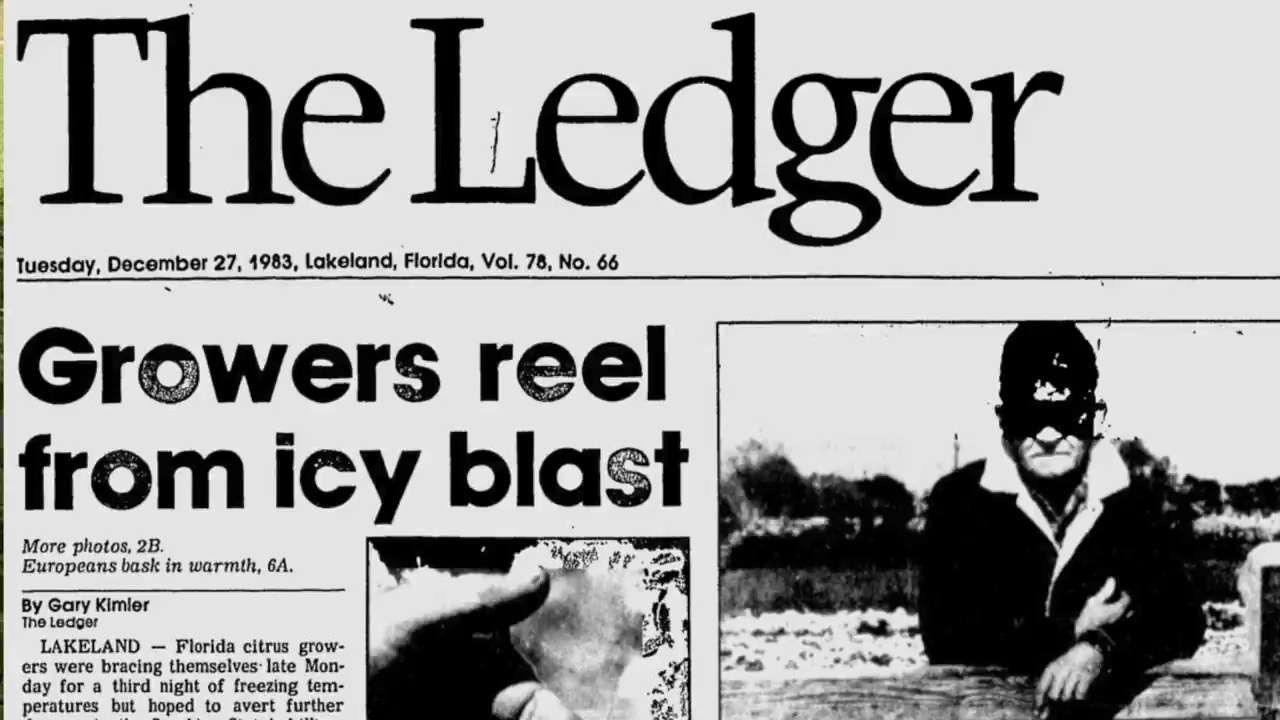 The Ledger
Tuesday, December 27, 1983, Lakeland, Florida, Vol. 78, No. 66
Growers reel
from icy blast
More photos, 2B.
Europeans bask in warmth, 6A.
By Gary Kimler
The Ledger
LAKELAND — Florida citrus grow-
ers were bracing themselves late Mon-
day for a third night of freezing tem-
peratures but hoped to avert further